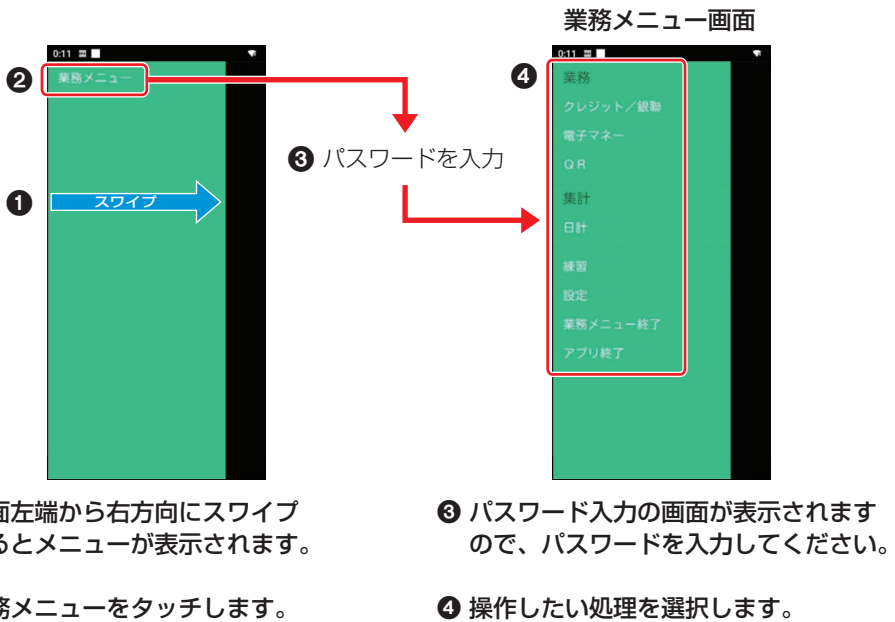 業務メニュー画面
0:11
❷ 業務メニュー
❶ スワイプ
❸ パスワードを入力
0:11
❹ 業務
クレジット／銀聯
電子マネー
QR
集計
日計
練習
設定
業務メニュー終了
アプリ終了
面左端から右方向にスワイプ
るとメニューが表示されます。
務メニューをタッチします。
❸ パスワード入力の画面が表示されます
ので、パスワードを入力してください。
❹ 操作したい処理を選択します。